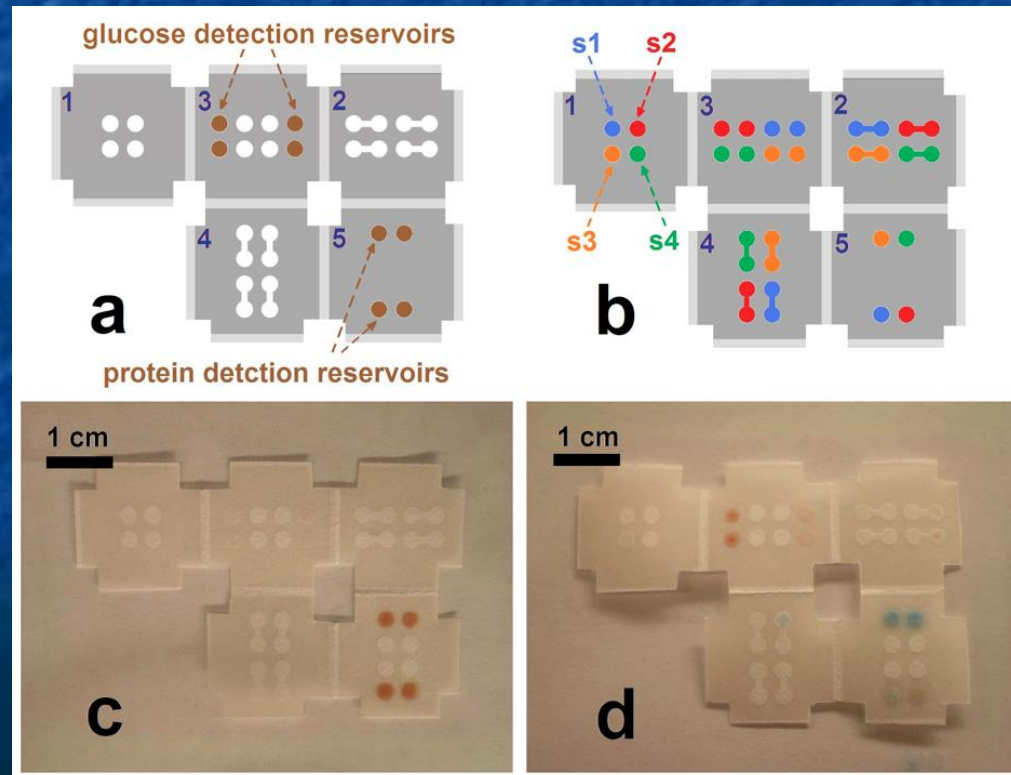 glucose detection reservoirs
1
3
2
4
5
a
protein detction reservoirs
s1
s2
1
3
2
s3
s4
4
5
b
1 cm
c
1 cm
d